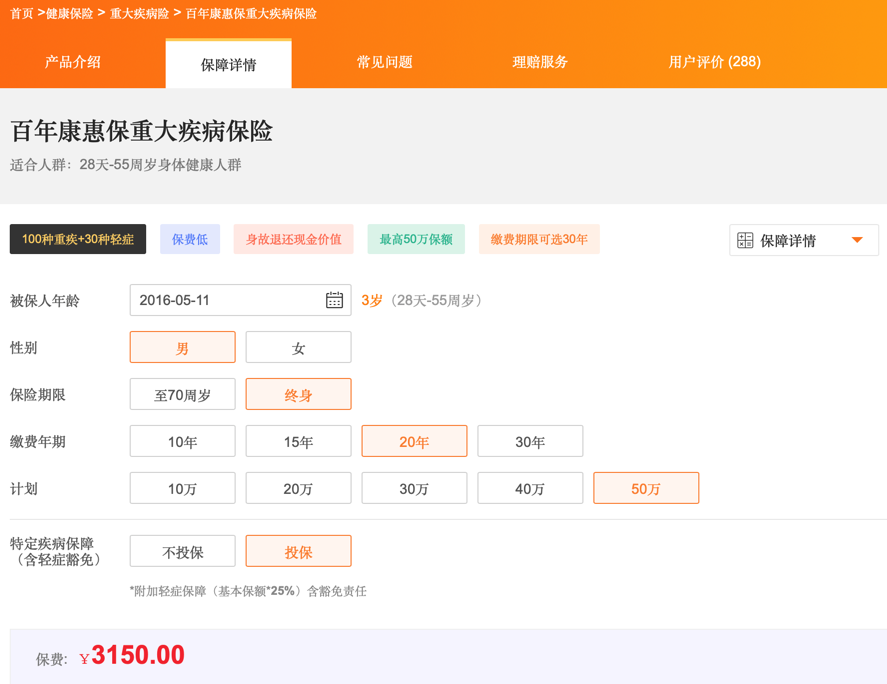 首页 >健康保险 > 重大疾病险 > 百年康惠保重大疾病保险
产品介绍 保障详情 常见问题 理赔服务 用户评价 (288)
百年康惠保重大疾病保险
适合人群：28天-55周岁身体健康人群
100种重疾+30种轻症 保费低 身故退还现金价值 最高50万保额 缴费期限可选30年 保障详情
被保人年龄 2016-05-11 3岁（28天-55周岁）
性别 男 女
保险期限 至70周岁 终身
缴费年期 10年 15年 20年 30年
计划 10万 20万 30万 40万 50万
特定疾病保障 不投保 投保
（含轻症豁免）
*附加轻症保障（基本保额*25%）含豁免责任
保费: ¥3150.00